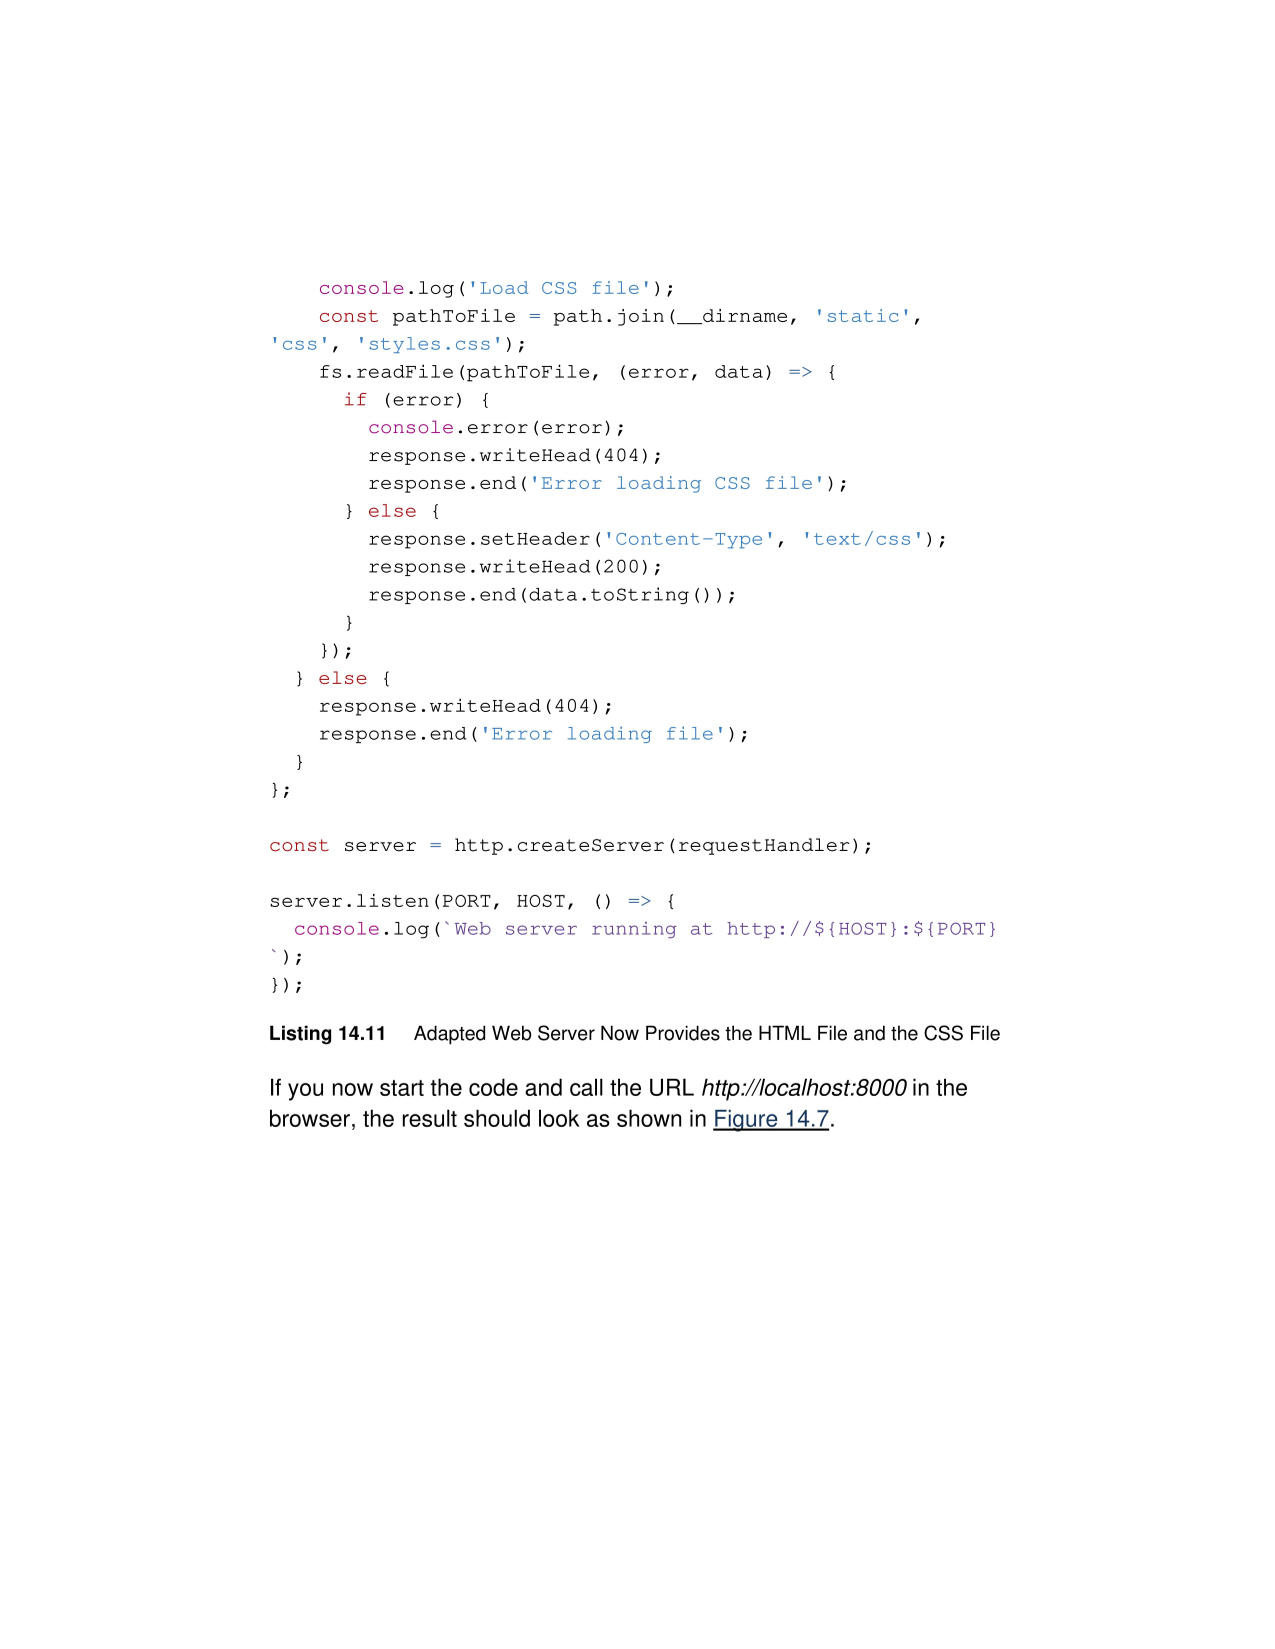 console.log('Load CSS file');
    const pathToFile = path.join(__dirname, 'static',
'css', 'styles.css');
    fs.readFile(pathToFile, (error, data) => {
      if (error) {
        console.error(error);
        response.writeHead(404);
        response.end('Error loading CSS file');
      } else {
        response.setHeader('Content-Type', 'text/css');
        response.writeHead(200);
        response.end(data.toString());
      }
    });
  } else {
    response.writeHead(404);
    response.end('Error loading file');
  }
};

const server = http.createServer(requestHandler);

server.listen(PORT, HOST, () => {
  console.log(`Web server running at http://${HOST}:${PORT}
`);
});

Listing 14.11 Adapted Web Server Now Provides the HTML File and the CSS File
If you now start the code and call the URL http://localhost:8000 in the
browser, the result should look as shown in Figure 14.7.